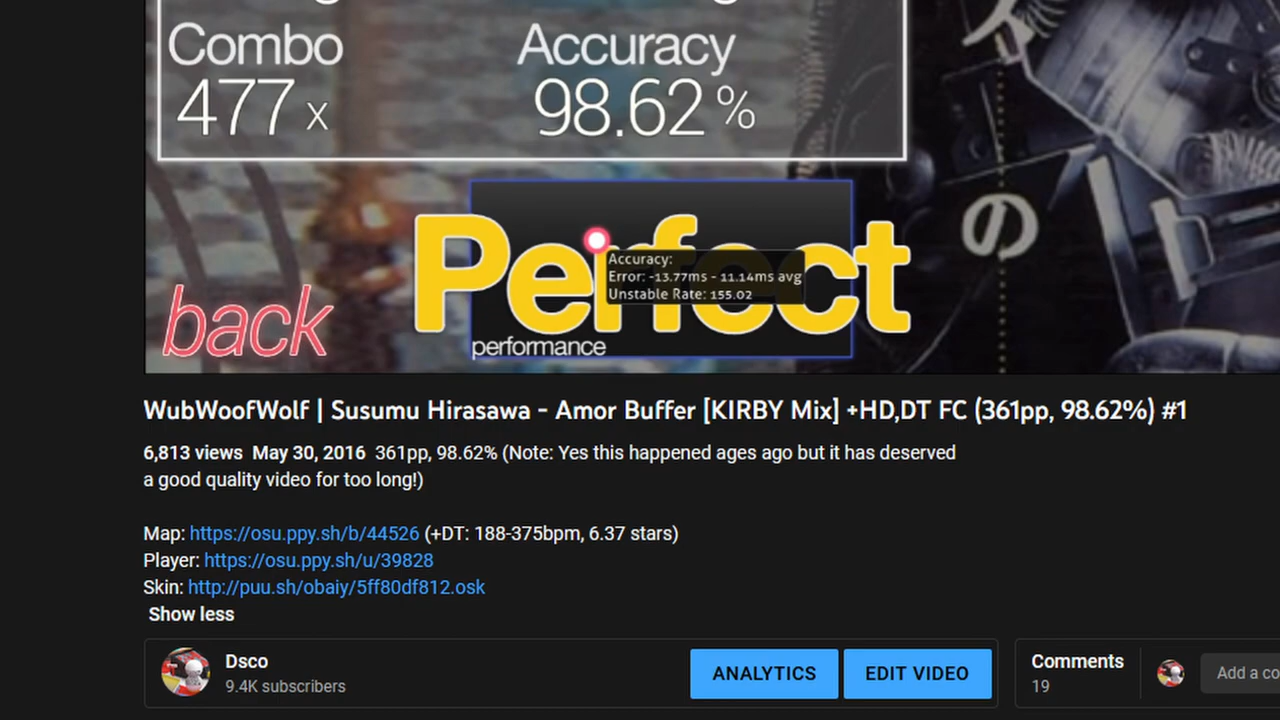 Combo
Accuracy
477x
98.62%
の
Perfect
Accuracy:
Error: -13.77ms - 11.14ms avg
Unstable Rate: 155.02
back
performance
WubWoofWolf | Susumu Hirasawa - Amor Buffer [KIRBY Mix] +HD,DT FC (361pp, 98.62%) #1
6,813 views May 30, 2016 361pp, 98.62% (Note: Yes this happened ages ago but it has deserved
a good quality video for too long!)
Map: https://osu.ppy.sh/b/44526 (+DT: 188-375bpm, 6.37 stars)
Player: https://osu.ppy.sh/u/39828
Skin: http://puu.sh/obaiy/5ff80df812.osk
Show less
Dsco
9.4K subscribers
ANALYTICS
EDIT VIDEO
Comments
19
Add a co